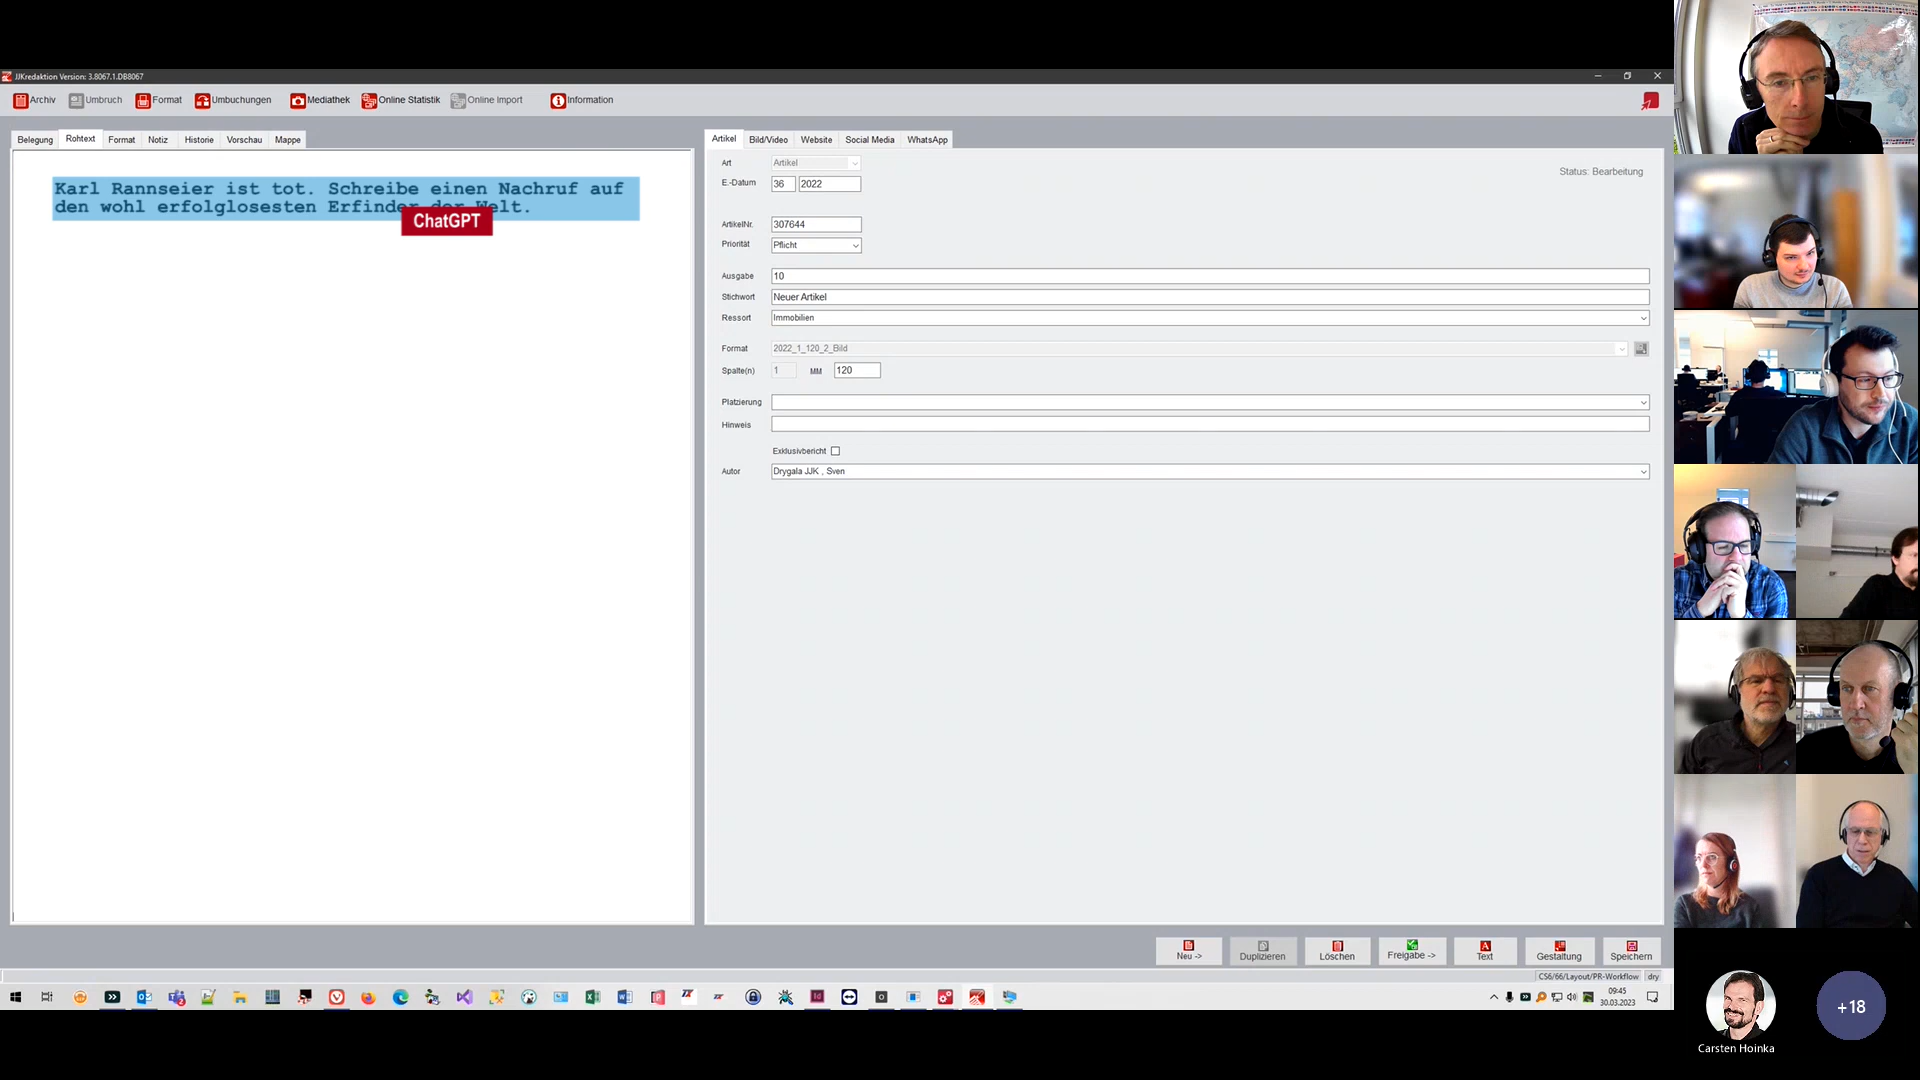 JJKredaktion Version: 3.8067.1.DB8067
Archiv Umbruch Format Umbuchungen Mediathek Online Statistik Online Import Information
Belegung Rohtext Format Notiz Historie Vorschau Mappe
Karl Rannseier ist tot. Schreibe einen Nachruf auf
den wohl erfolglosesten Erfinder der Welt.
ChatGPT
Artikel Bild/Video Website Social Media WhatsApp
Art Artikel
Status: Bearbeitung
E.-Datum 36 2022
ArtikelNr. 307644
Priorität Pflicht
Ausgabe 10
Stichwort Neuer Artikel
Ressort Immobilien
Format 2022_1_120_2_Bild
Spalte(n) 1 MM 120
Platzierung
Hinweis
Exklusivbericht
Autor Drygala JJK , Sven
Neu -> Duplizieren Löschen Freigabe -> Text Gestaltung Speichern
CS6/66/Layout/PR-Workflow dry
09:45
30.03.2023
+18
Carsten Hoinka